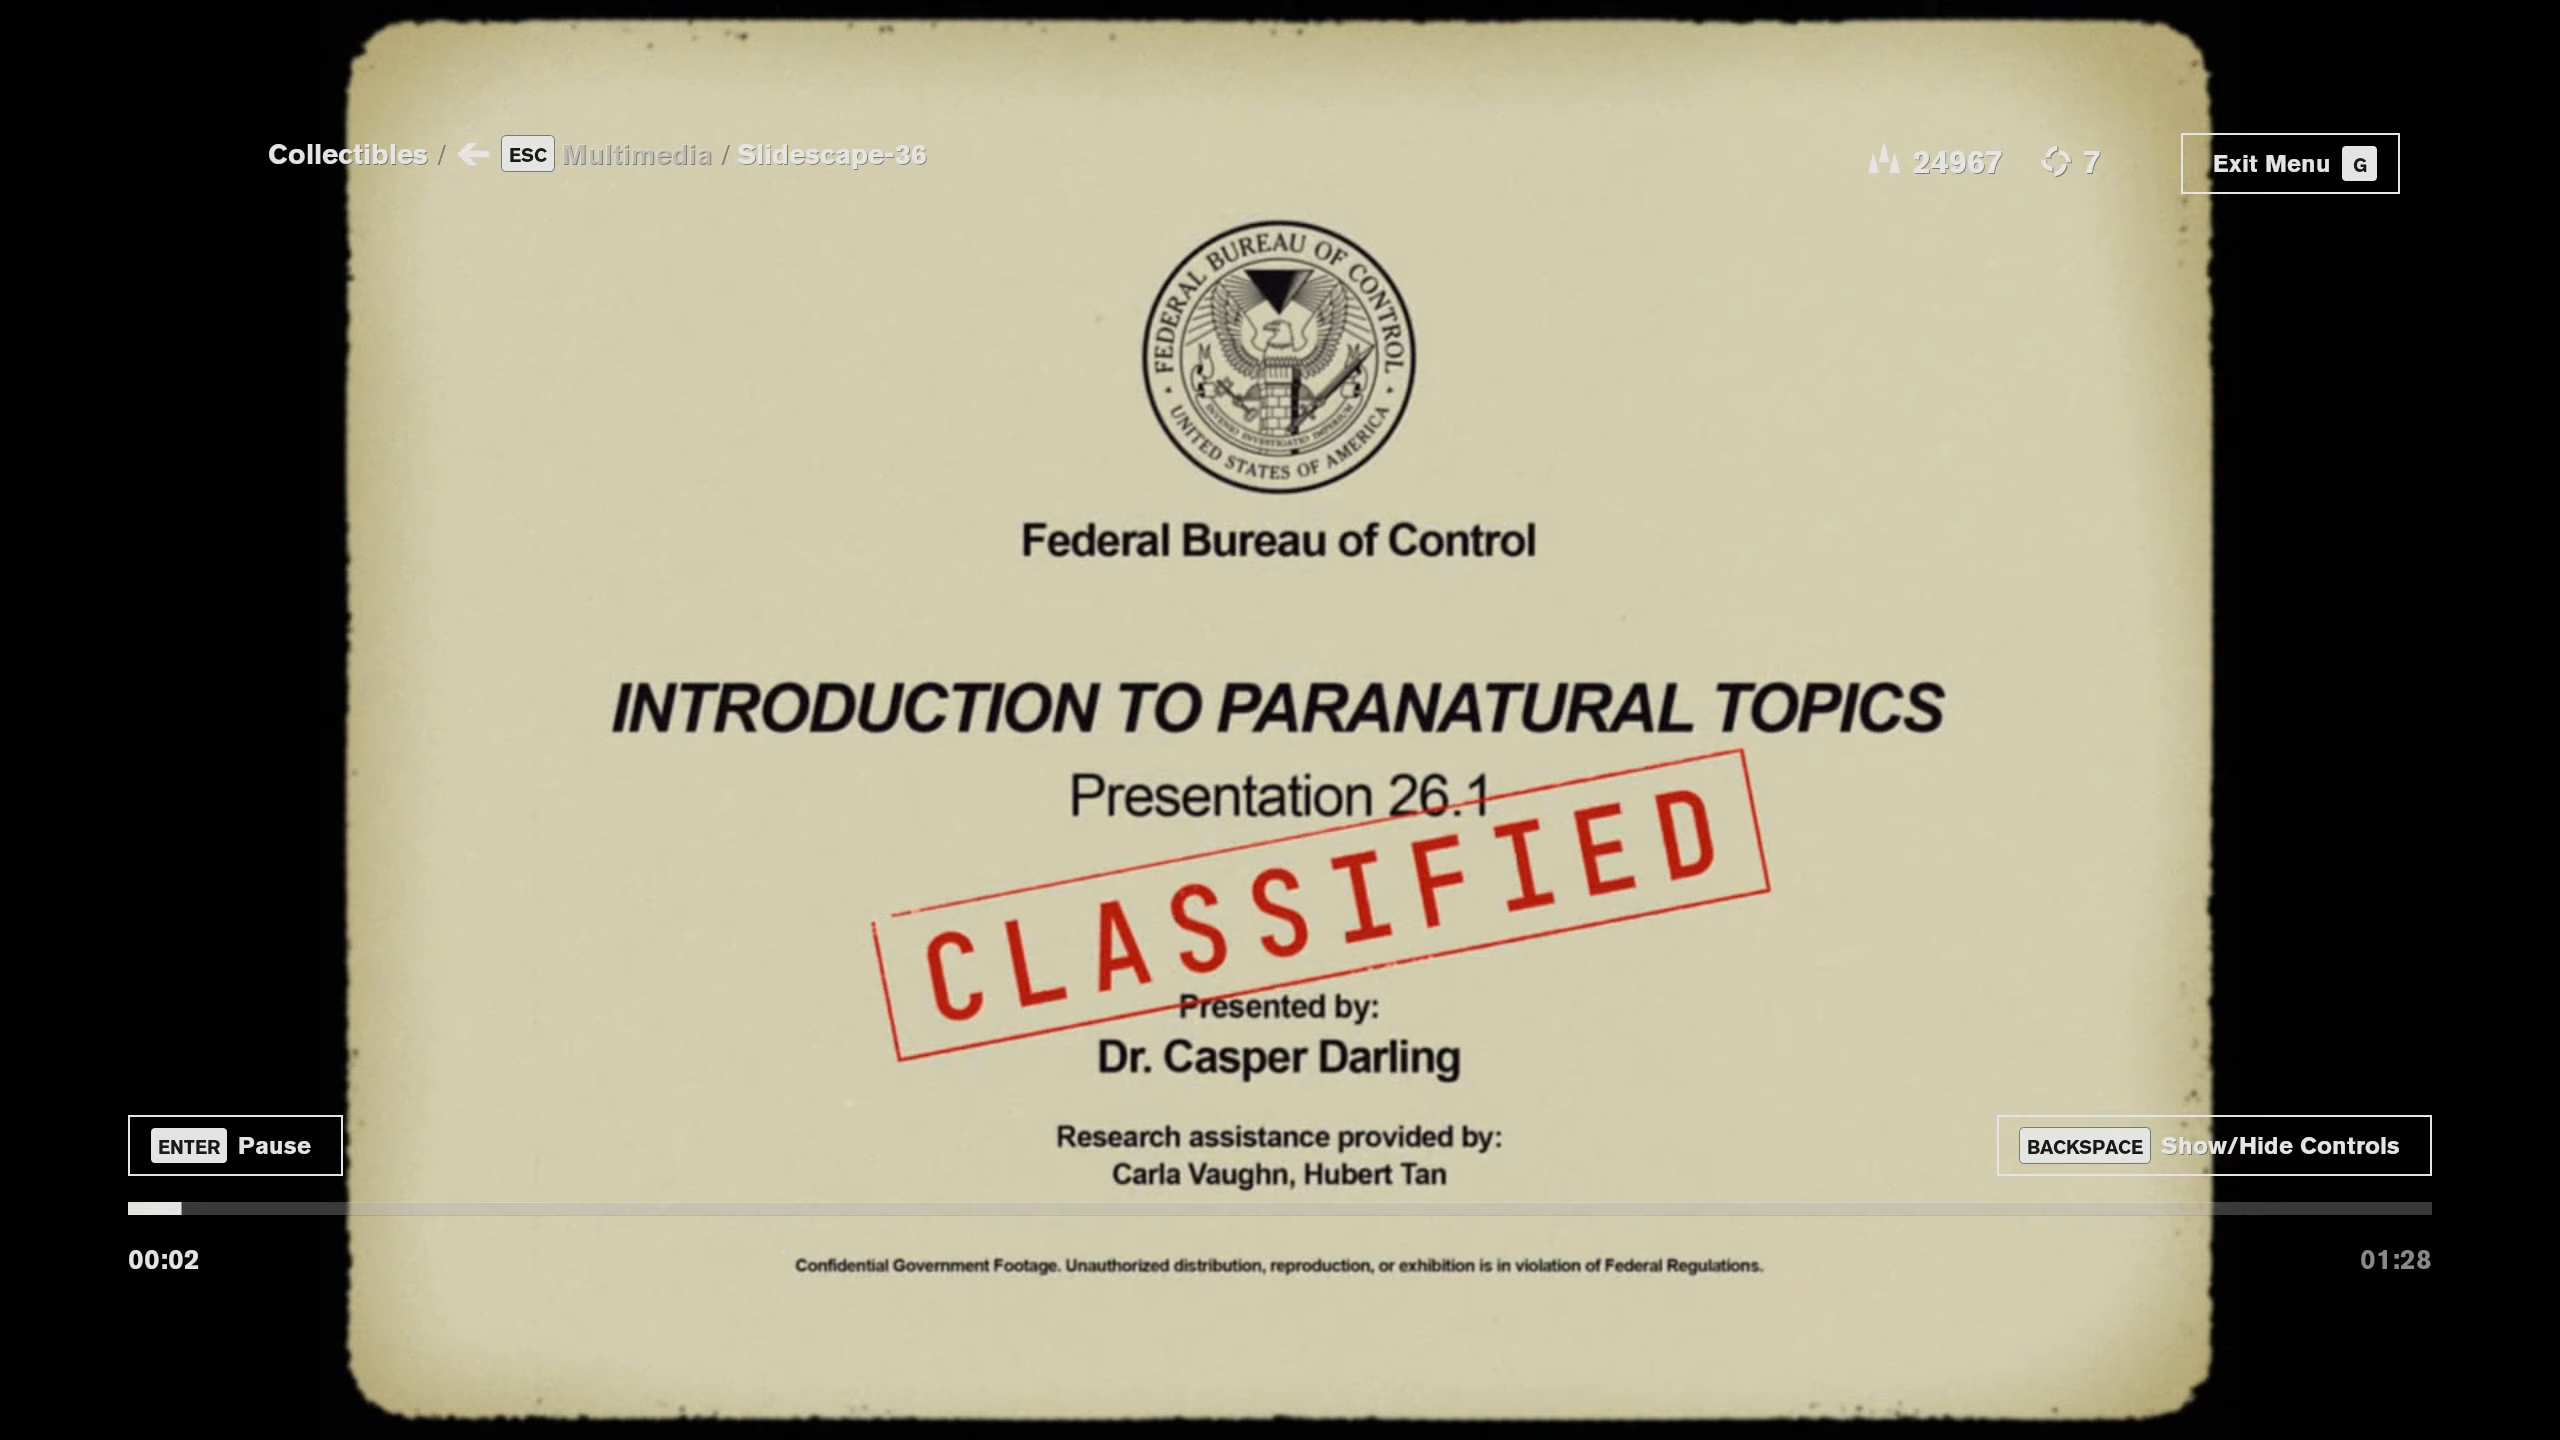 Collectibles / ESC Multimedia / Slidescape-36
24967 7 Exit Menu G
FEDERAL BUREAU OF CONTROL
INVENIO INVESTIGATIO IMPERIUM
UNITED STATES OF AMERICA
Federal Bureau of Control
INTRODUCTION TO PARANATURAL TOPICS
Presentation 26.1
CLASSIFIED
Presented by:
Dr. Casper Darling
Research assistance provided by:
Carla Vaughn, Hubert Tan
ENTER Pause
BACKSPACE Show/Hide Controls
00:02
01:28
Confidential Government Footage. Unauthorized distribution, reproduction, or exhibition is in violation of Federal Regulations.